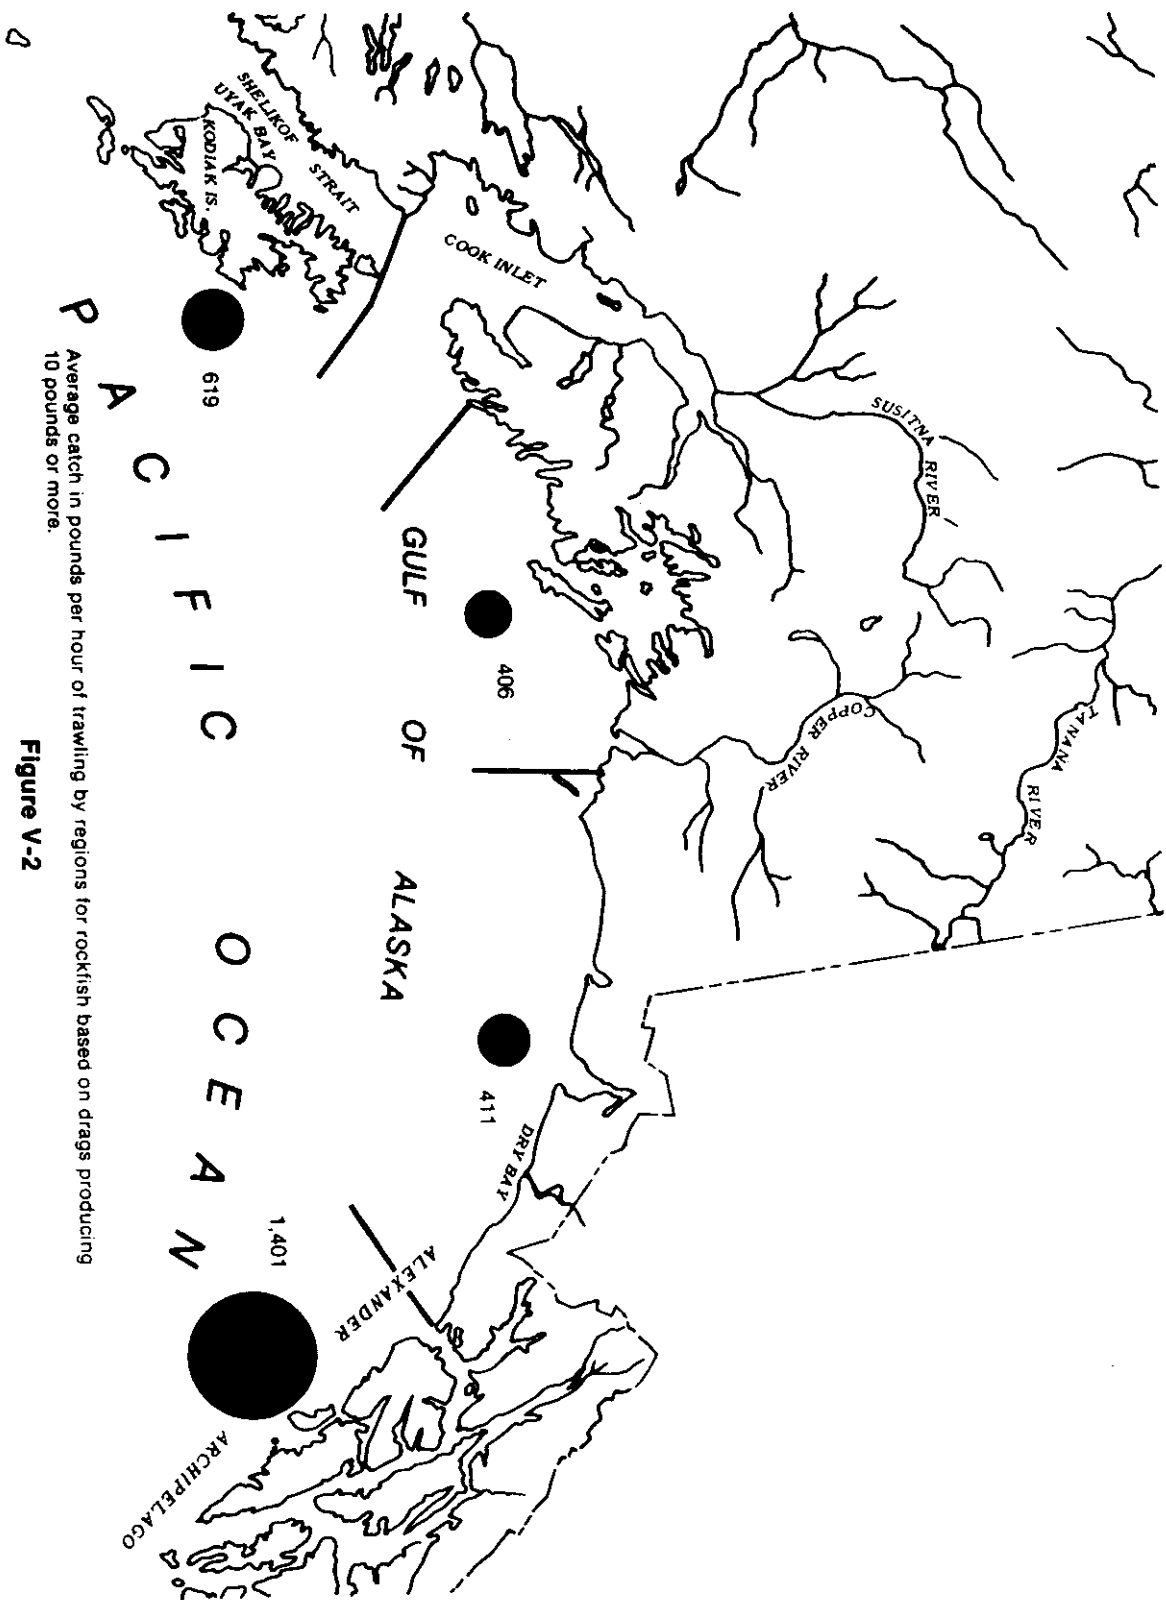 SHELIKOF
STRAIT
UYAK BAY
KODIAK IS.
COOK INLET
SUSITNA RIVER
COPPER RIVER
TANANA RIVER
DRY BAY
ALEXANDER
ARCHIPELAGO
GULF OF ALASKA
PACIFIC OCEAN
619
406
411
1,401
Average catch in pounds per hour of trawling by regions for rockfish based on drags producing
10 pounds or more.
Figure V-2